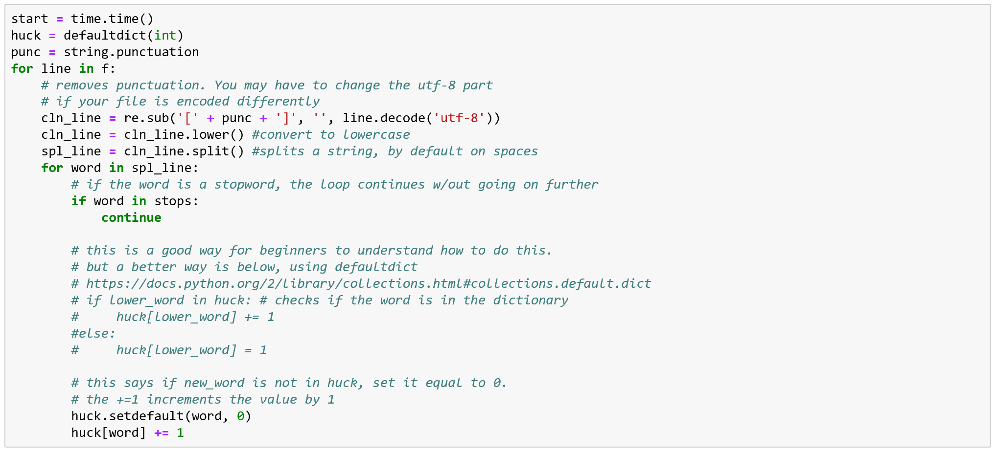 start = time.time()
huck = defaultdict(int)
punc = string.punctuation
for line in f:
    # removes punctuation. You may have to change the utf-8 part
    # if your file is encoded differently
    cln_line = re.sub('[' + punc + ']', '', line.decode('utf-8'))
    cln_line = cln_line.lower() #convert to lowercase
    spl_line = cln_line.split() #splits a string, by default on spaces
    for word in spl_line:
        # if the word is a stopword, the loop continues w/out going on further
        if word in stops:
            continue

        # this is a good way for beginners to understand how to do this.
        # but a better way is below, using defaultdict
        # https://docs.python.org/2/library/collections.html#collections.default.dict
        # if lower_word in huck: # checks if the word is in the dictionary
        #     huck[lower_word] += 1
        #else:
        #     huck[lower_word] = 1

        # this says if new_word is not in huck, set it equal to 0.
        # the +=1 increments the value by 1
        huck.setdefault(word, 0)
        huck[word] += 1